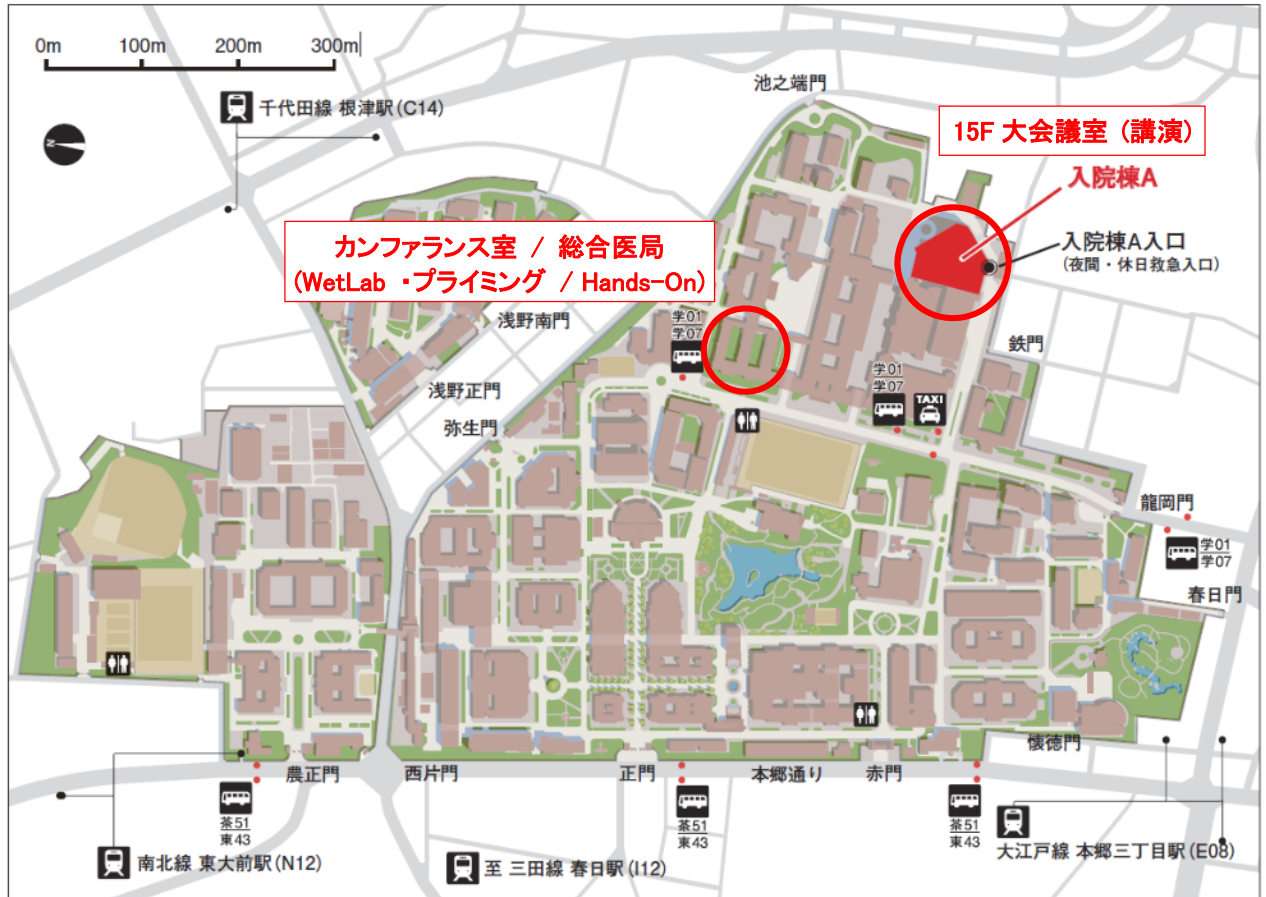 0m 100m 200m 300m
千代田線 根津駅(C14)
N
池之端門
15F 大会議室 (講演)
入院棟A
入院棟A入口
(夜間・休日救急入口)
カンファランス室 / 総合医局
(WetLab ・プライミング / Hands-On)
浅野南門
学01
学07
鉄門
浅野正門
学01
学07
TAXI
弥生門
龍岡門
学01
学07
春日門
懐徳門
農正門
西片門
正門
本郷通り
赤門
茶51
東43
茶51
東43
茶51
東43
大江戸線 本郷三丁目駅(E08)
南北線 東大前駅(N12)
至 三田線 春日駅(I12)